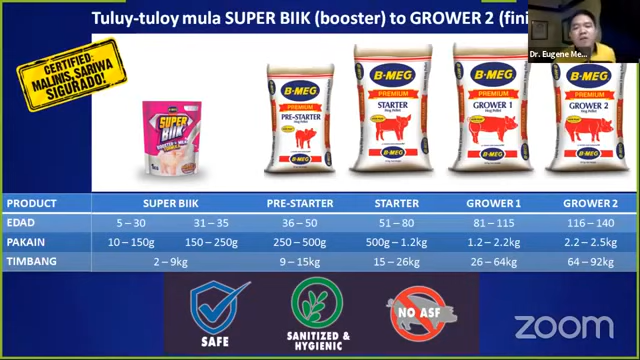 Tuluy-tuloy mula SUPER BIIK (booster) to GROWER 2 (fini
Dr. Eugene Me...
CERTIFIED:
MALINIS, SARIWA
SIGURADO!
SUPER
BIIK
B-MEG
PREMIUM
PRE-STARTER
B-MEG
B-MEG
PREMIUM
STARTER
B-MEG
B-MEG
PREMIUM
GROWER 1
B-MEG
B-MEG
PREMIUM
GROWER 2
B-MEG
PRODUCT SUPER BIIK PRE-STARTER STARTER GROWER 1 GROWER 2
EDAD 5 – 30 31 – 35 36 – 50 51 – 80 81 – 115 116 – 140
PAKAIN 10 – 150g 150 – 250g 250 – 500g 500g – 1.2kg 1.2 – 2.2kg 2.2 – 2.5kg
TIMBANG 2 – 9kg 9 – 15kg 15 – 26kg 26 – 64kg 64 – 92kg
SAFE
SANITIZED &
HYGIENIC
NO ASF
zoom